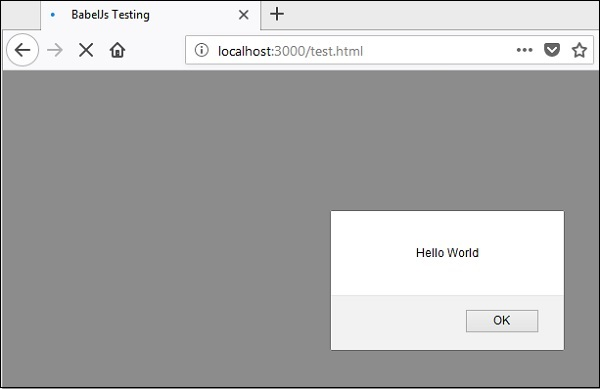 BabelJs Testing
localhost:3000/test.html
Hello World
OK